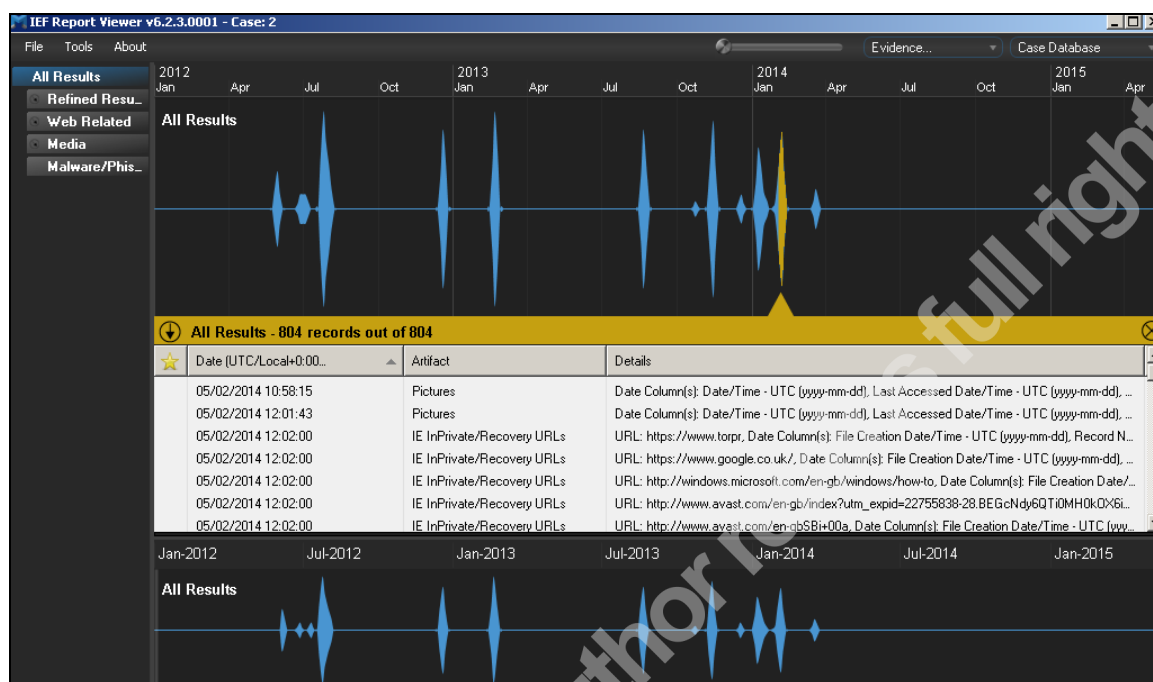 IEF Report Viewer v6.2.3.0001 - Case: 2
File Tools About Evidence... Case Database
All Results
Refined Resu_
Web Related
Media
Malware/Phis_
2012 2013 2014 2015
Jan Apr Jul Oct Jan Apr Jul Oct Jan Apr Jul Oct Jan Apr
All Results
All Results - 804 records out of 804
Date (UTC/Local+0:00... Artifact Details
05/02/2014 10:58:15 Pictures Date Column(s): Date/Time - UTC (yyyy-mm-dd), Last Accessed Date/Time - UTC (yyyy-mm-dd), ...
05/02/2014 12:01:43 Pictures Date Column(s): Date/Time - UTC (yyyy-mm-dd), Last Accessed Date/Time - UTC (yyyy-mm-dd), ...
05/02/2014 12:02:00 IE InPrivate/Recovery URLs URL: https://www.torpr, Date Column(s): File Creation Date/Time - UTC (yyyy-mm-dd), Record N...
05/02/2014 12:02:00 IE InPrivate/Recovery URLs URL: https://www.google.co.uk/, Date Column(s): File Creation Date/Time - UTC (yyyy-mm-dd), ...
05/02/2014 12:02:00 IE InPrivate/Recovery URLs URL: http://windows.microsoft.com/en-gb/windows/how-to, Date Column(s): File Creation Date/...
05/02/2014 12:02:00 IE InPrivate/Recovery URLs URL: http://www.avast.com/en-gb/index?utm_expid=22755838-28.BEGcNdy6QTi0MH0kOX6i...
05/02/2014 12:02:00 IE InPrivate/Recovery URLs URL: http://www.avast.com/en-gbSBi+00a, Date Column(s): File Creation Date/Time - UTC (yyy...
Jan-2012 Jul-2012 Jan-2013 Jul-2013 Jan-2014 Jul-2014 Jan-2015
All Results
full righ